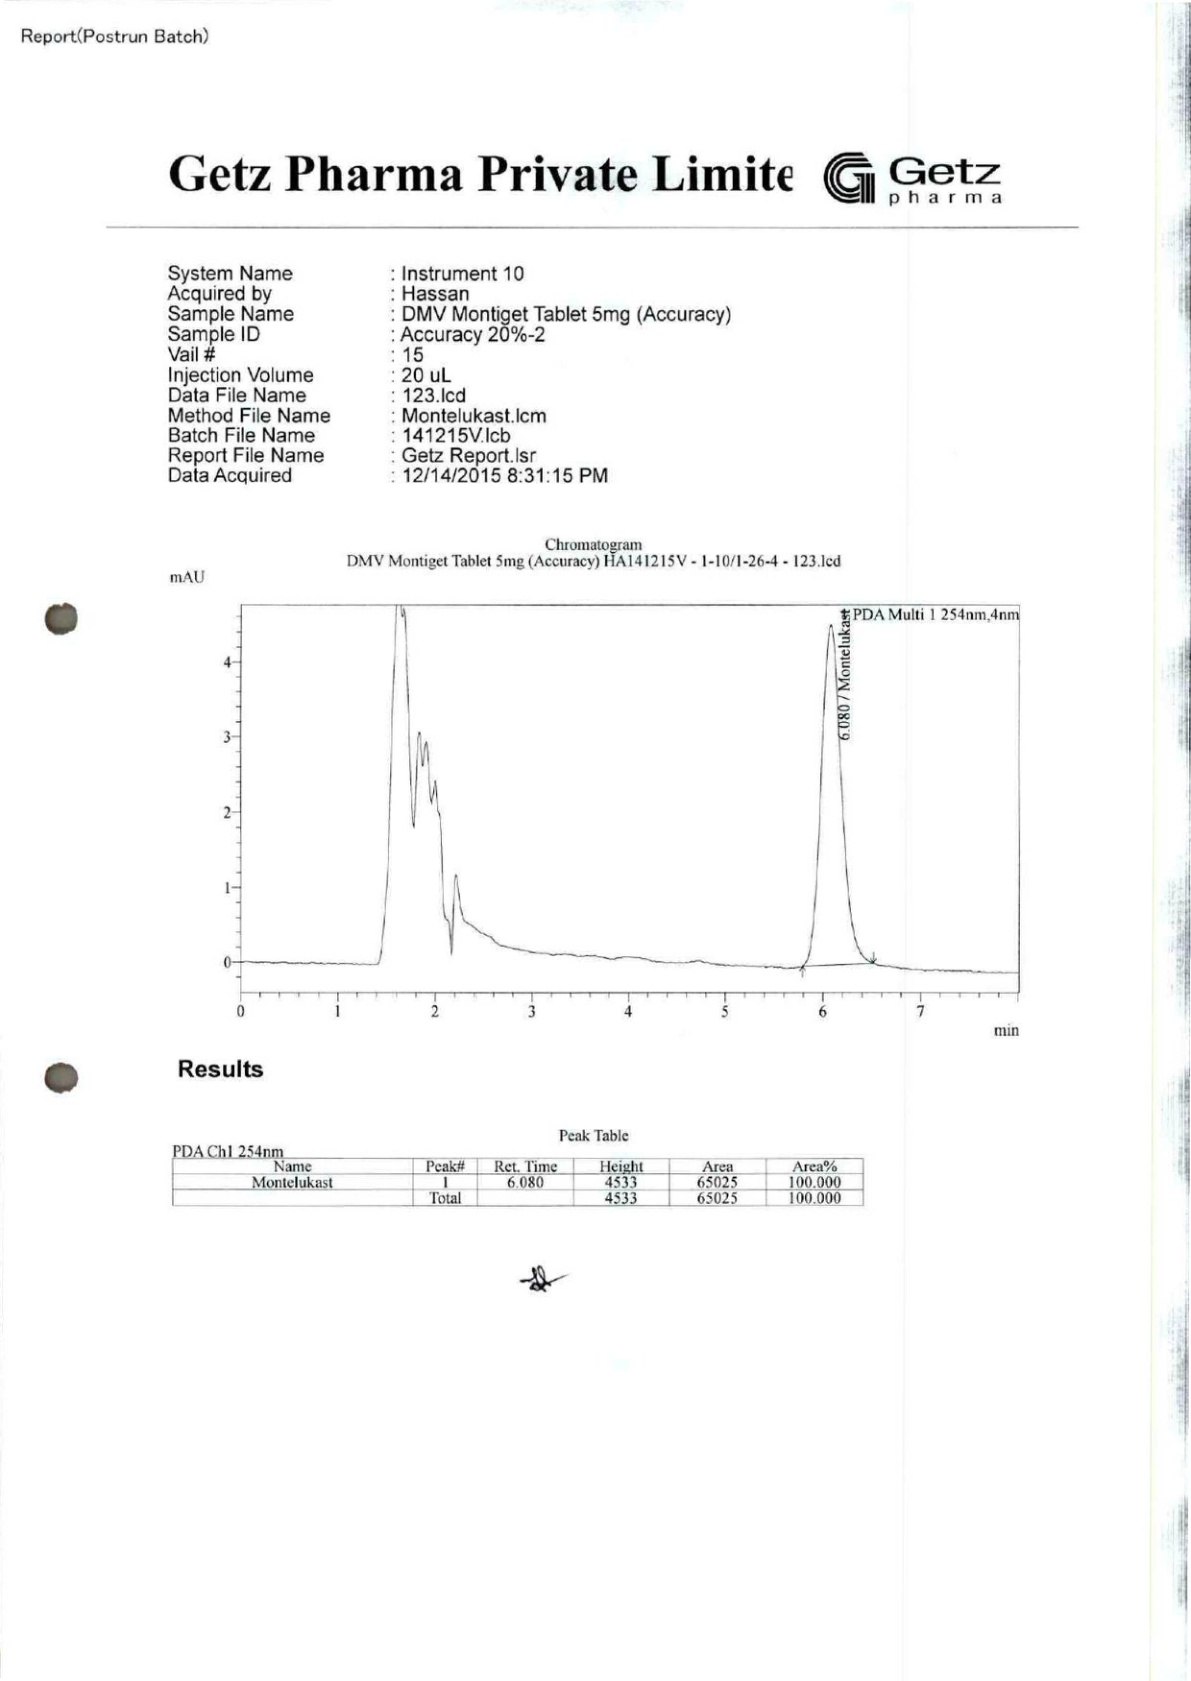 Report(Postrun Batch)
Getz Pharma Private Limite
Getz
pharma
System Name : Instrument 10
Acquired by : Hassan
Sample Name : DMV Montiget Tablet 5mg (Accuracy)
Sample ID : Accuracy 20%-2
Vail # : 15
Injection Volume : 20 uL
Data File Name : 123.lcd
Method File Name : Montelukast.lcm
Batch File Name : 141215V.lcb
Report File Name : Getz Report.lsr
Data Acquired : 12/14/2015 8:31:15 PM
Chromatogram
DMV Montiget Tablet 5mg (Accuracy) HA141215V - 1-10/1-26-4 - 123.lcd
mAU
PDA Multi 1 254nm,4nm
6.080 / Montelukast
4
3
2
1
0
0 1 2 3 4 5 6 7
min
Results
Peak Table
PDA Ch1 254nm
Name Peak# Ret. Time Height Area Area%
Montelukast 1 6.080 4533 65025 100.000
Total 4533 65025 100.000